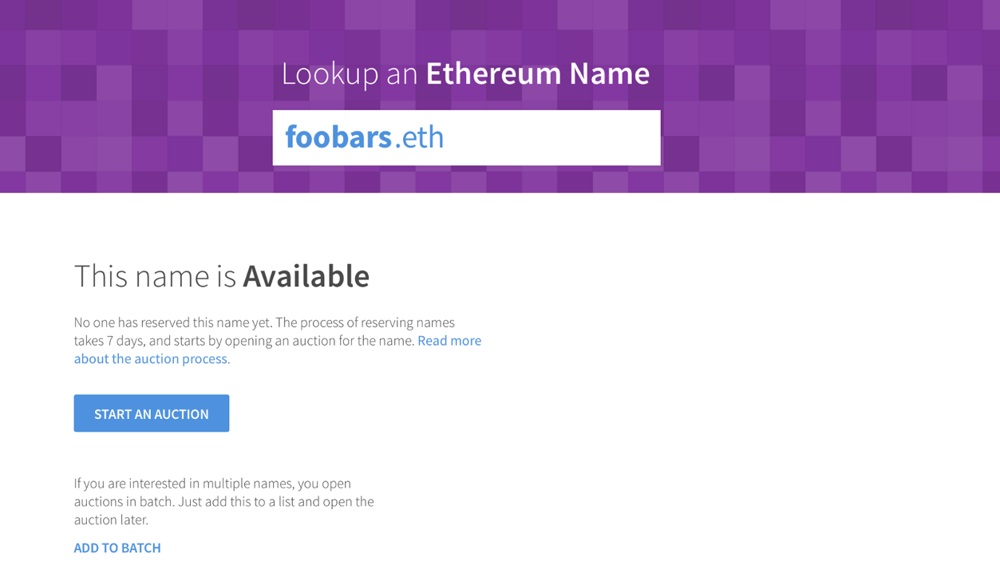 Lookup an Ethereum Name
foobars.eth
This name is Available
No one has reserved this name yet. The process of reserving names
takes 7 days, and starts by opening an auction for the name. Read more
about the auction process.
START AN AUCTION
If you are interested in multiple names, you open
auctions in batch. Just add this to a list and open the
auction later.
ADD TO BATCH